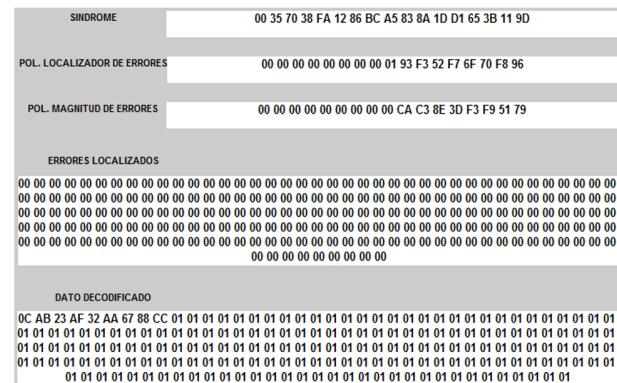 SINDROME 00 35 70 38 FA 12 86 BC A5 83 8A 1D D1 65 3B 11 9D
POL. LOCALIZADOR DE ERRORES 00 00 00 00 00 00 00 00 01 93 F3 52 F7 6F 70 F8 96
POL. MAGNITUD DE ERRORES 00 00 00 00 00 00 00 00 00 CA C3 8E 3D F3 F9 51 79
ERRORES LOCALIZADOS
00 00 00 00 00 00 00 00 00 00 00 00 00 00 00 00 00 00 00 00 00 00 00 00 00 00 00 00 00 00 00 00 00 00 00 00 00 00 00
00 00 00 00 00 00 00 00 00 00 00 00 00 00 00 00 00 00 00 00 00 00 00 00 00 00 00 00 00 00 00 00 00 00 00 00 00 00 00
00 00 00 00 00 00 00 00 00 00 00 00 00 00 00 00 00 00 00 00 00 00 00 00 00 00 00 00 00 00 00 00 00 00 00 00 00 00 00
00 00 00 00 00 00 00 00 00 00 00 00 00 00 00 00 00 00 00 00 00 00 00 00 00 00 00 00 00 00 00 00 00 00 00 00 00 00 00
00 00 00 00 00 00 00 00 00 00 00 00 00 00 00 00 00 00 00 00 00 00 00 00 00 00 00 00 00 00 00 00 00 00 00 00 00 00 00
00 00 00 00 00 00 00 00 00
DATO DECODIFICADO
0C AB 23 AF 32 AA 67 88 CC 01 01 01 01 01 01 01 01 01 01 01 01 01 01 01 01 01 01 01 01 01 01 01 01 01 01 01 01 01
01 01 01 01 01 01 01 01 01 01 01 01 01 01 01 01 01 01 01 01 01 01 01 01 01 01 01 01 01 01 01 01 01 01 01 01 01 01 01
01 01 01 01 01 01 01 01 01 01 01 01 01 01 01 01 01 01 01 01 01 01 01 01 01 01 01 01 01 01 01 01 01 01 01 01 01 01 01
01 01 01 01 01 01 01 01 01 01 01 01 01 01 01 01 01 01 01 01 01 01 01 01 01 01 01 01 01 01 01 01 01 01 01 01 01 01 01
01 01 01 01 01 01 01 01 01 01 01 01 01 01 01 01 01 01 01 01 01 01 01 01 01 01 01 01 01 01 01 01 01